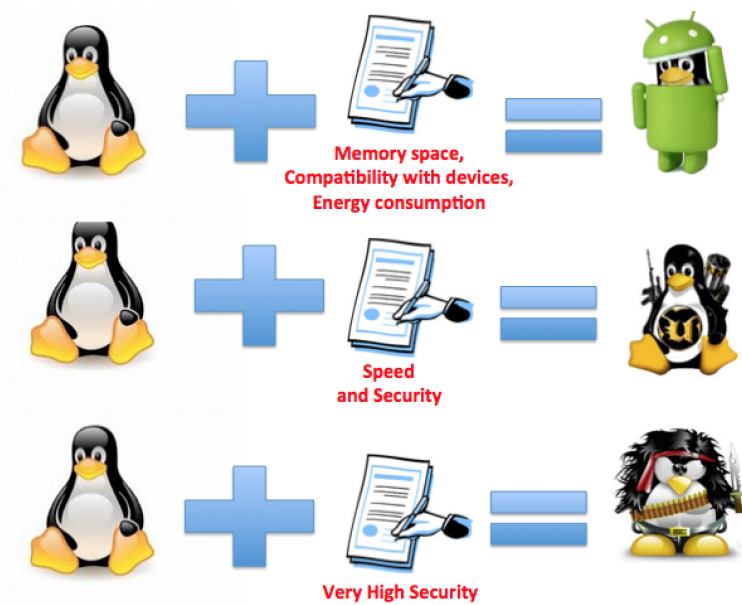 Memory space,
Compatibility with devices,
Energy consumption
Speed
and Security
Very High Security